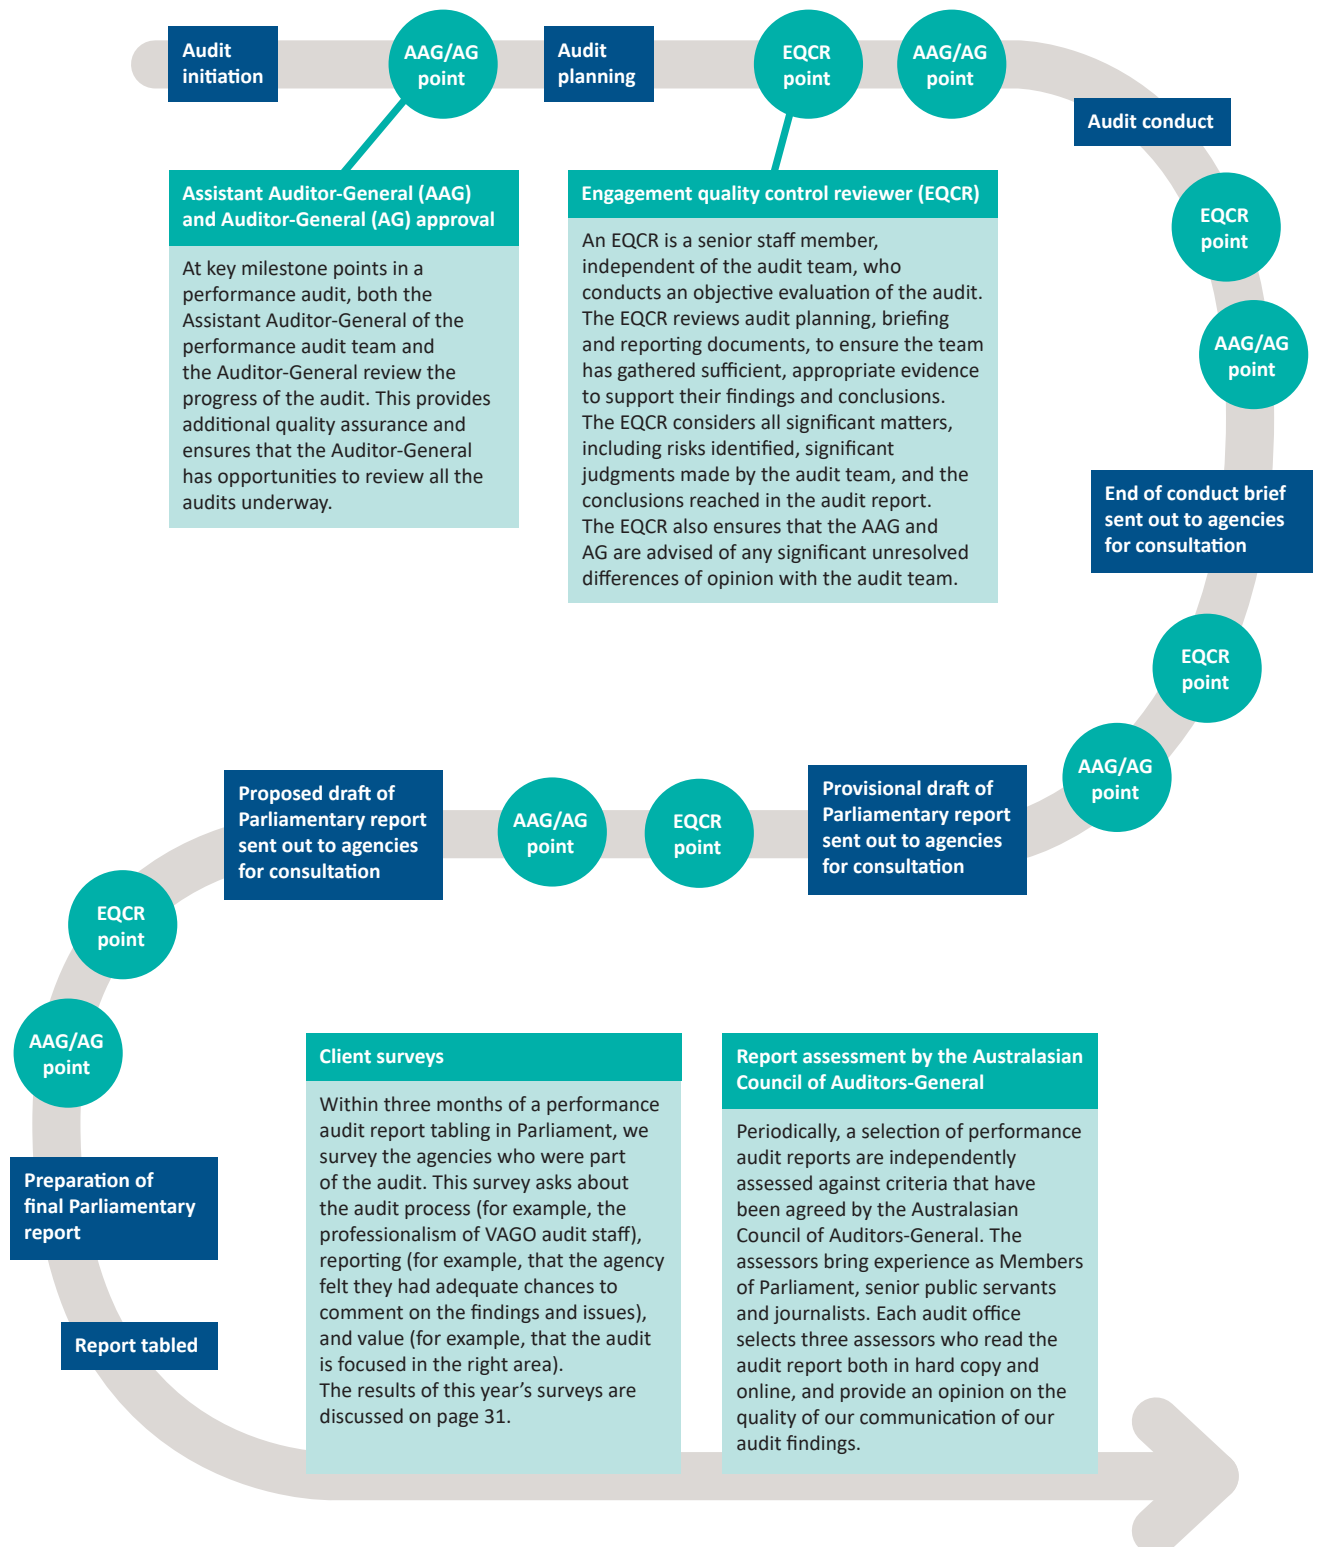 Audit
initiation
AAG/AG
point
Audit
planning
EQCR
point
AAG/AG
point
Audit conduct
Assistant Auditor-General (AAG)
and Auditor-General (AG) approval
At key milestone points in a
performance audit, both the
Assistant Auditor-General of the
performance audit team and
the Auditor-General review the
progress of the audit. This provides
additional quality assurance and
ensures that the Auditor-General
has opportunities to review all the
audits underway.
Engagement quality control reviewer (EQCR)
An EQCR is a senior staff member,
independent of the audit team, who
conducts an objective evaluation of the audit.
The EQCR reviews audit planning, briefing
and reporting documents, to ensure the team
has gathered sufficient, appropriate evidence
to support their findings and conclusions.
The EQCR considers all significant matters,
including risks identified, significant
judgments made by the audit team, and the
conclusions reached in the audit report.
The EQCR also ensures that the AAG and
AG are advised of any significant unresolved
differences of opinion with the audit team.
EQCR
point
AAG/AG
point
End of conduct brief
sent out to agencies
for consultation
EQCR
point
AAG/AG
point
Provisional draft of
Parliamentary report
sent out to agencies
for consultation
EQCR
point
AAG/AG
point
Proposed draft of
Parliamentary report
sent out to agencies
for consultation
EQCR
point
AAG/AG
point
Preparation of
final Parliamentary
report
Report tabled
Client surveys
Within three months of a performance
audit report tabling in Parliament, we
survey the agencies who were part
of the audit. This survey asks about
the audit process (for example, the
professionalism of VAGO audit staff),
reporting (for example, that the agency
felt they had adequate chances to
comment on the findings and issues),
and value (for example, that the audit
is focused in the right area).
The results of this year's surveys are
discussed on page 31.
Report assessment by the Australasian
Council of Auditors-General
Periodically, a selection of performance
audit reports are independently
assessed against criteria that have
been agreed by the Australasian
Council of Auditors-General. The
assessors bring experience as Members
of Parliament, senior public servants
and journalists. Each audit office
selects three assessors who read the
audit report both in hard copy and
online, and provide an opinion on the
quality of our communication of our
audit findings.